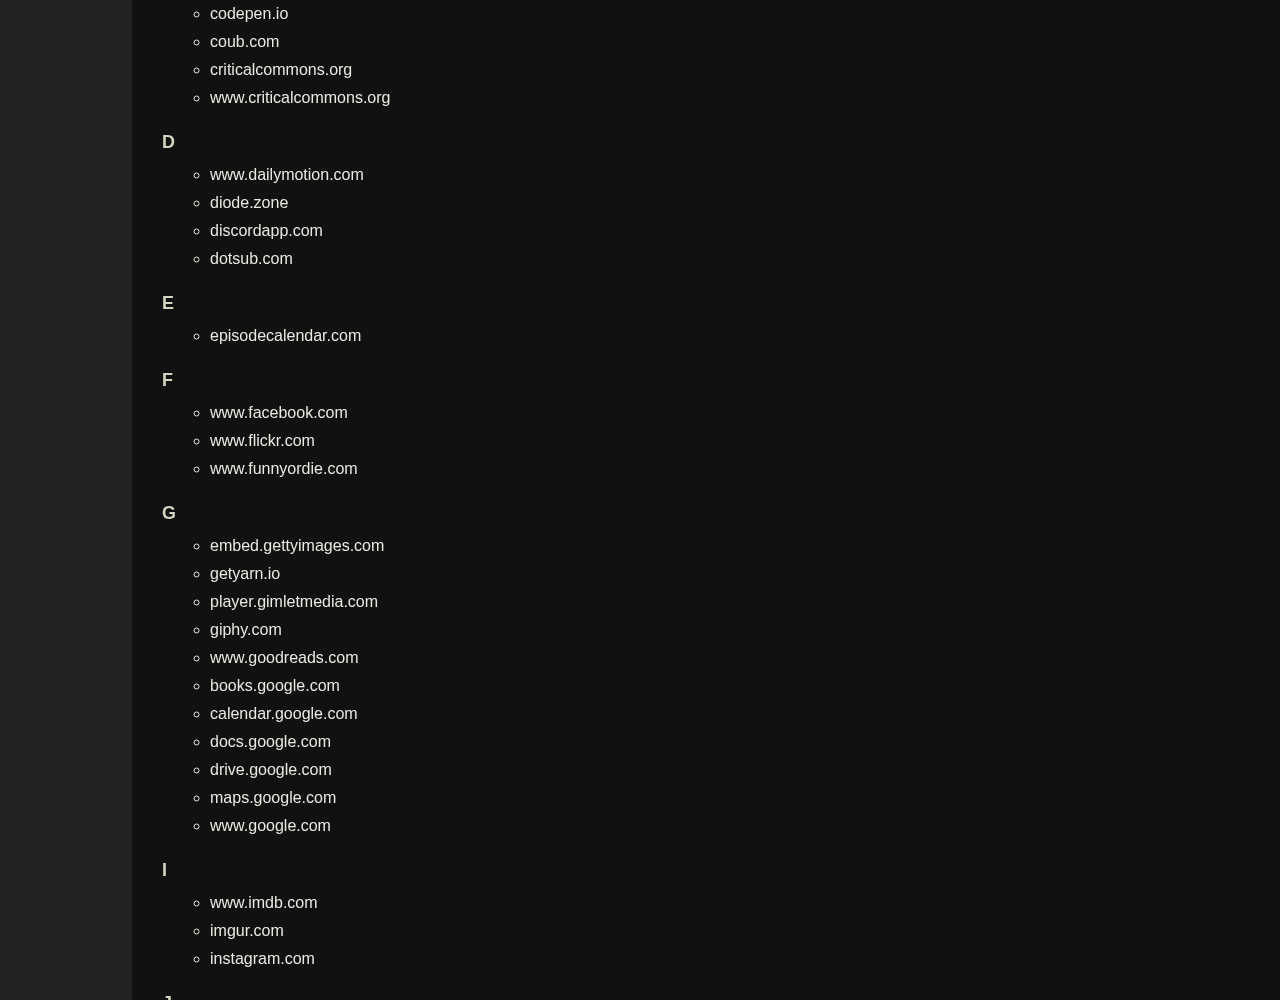 codepen.io
coub.com
criticalcommons.org
www.criticalcommons.org
D
www.dailymotion.com
diode.zone
discordapp.com
dotsub.com
E
episodecalendar.com
F
www.facebook.com
www.flickr.com
www.funnyordie.com
G
embed.gettyimages.com
getyarn.io
player.gimletmedia.com
giphy.com
www.goodreads.com
books.google.com
calendar.google.com
docs.google.com
drive.google.com
maps.google.com
www.google.com
I
www.imdb.com
imgur.com
instagram.com